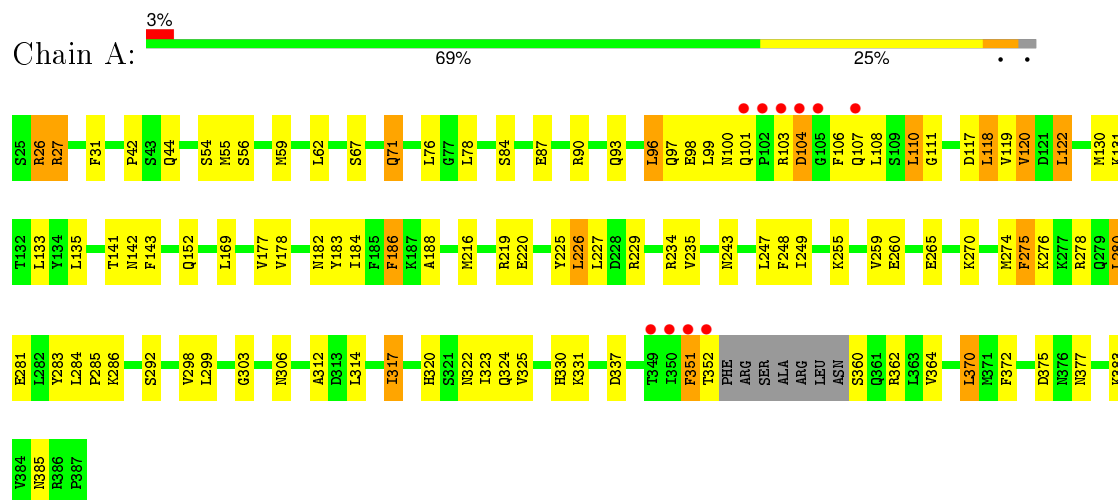 3%
Chain A:
69% 25% • •
S25 R26 R27 F31 P42 S43 Q44 S54 M55 S56 M59 L62 S67 Q71 L76 G77 L78 S84 E87 R90 Q93 L96 Q97 E98 L99 N100 Q101 P102 R103 D104 G105 F106 Q107 L108 S109 L110 G111 D117 L118 V119 V120 D121 L122 M130 K131
T132 L133 Y134 L135 T141 N142 F143 Q152 L169 V177 V178 N182 Y183 I184 F185 F186 K187 A188 M216 R219 E220 Y225 L226 L227 D228 R229 R234 V235 N243 L247 F248 I249 K255 V259 E260 E265 K270 M274 F275 K276 K277 R278 Q279 L280
E281 L282 Y283 L284 P285 K286 S292 V298 L299 G303 N306 A312 D313 L314 I317 H320 S321 N322 I323 Q324 V325 H330 K331 D337 T349 I350 F351 T352 PHE ARG SER ALA ARG LEU ASN S360 Q361 R362 L363 V364 L370 M371 F372 D375 N376 N377 K383
V384 N385 R386 P387